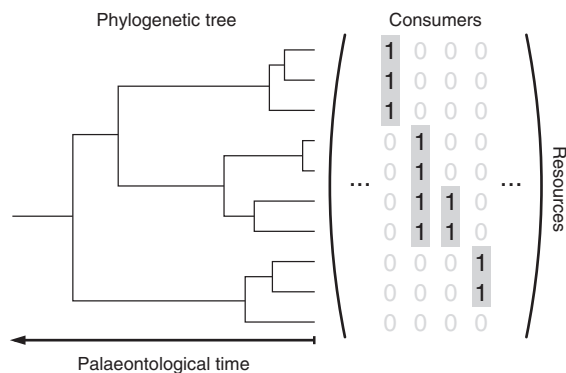 Phylogenetic tree
Consumers
1 0 0 0
1 0 0 0
1 0 0 0
0 1 0 0
0 1 0 0
... 0 1 1 0 ...
0 1 1 0
0 0 0 1
0 0 0 1
0 0 0 0
Resources
Palaeontological time